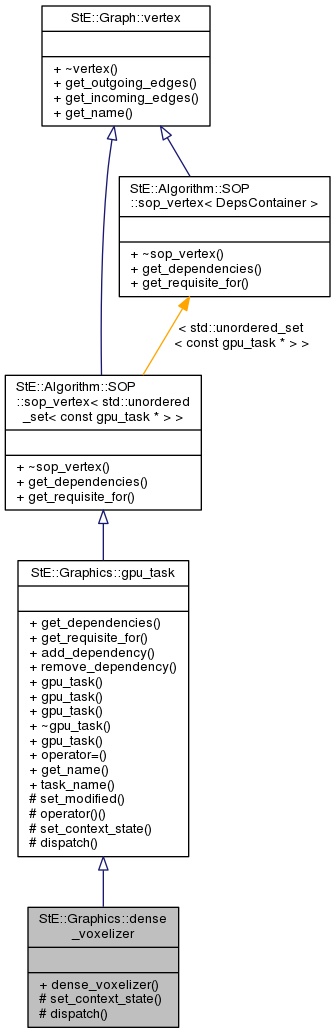 StE::Graph::vertex
+ ~vertex()
+ get_outgoing_edges()
+ get_incoming_edges()
+ get_name()
StE::Algorithm::SOP
::sop_vertex< DepsContainer >
+ ~sop_vertex()
+ get_dependencies()
+ get_requisite_for()
< std::unordered_set
< const gpu_task * > >
StE::Algorithm::SOP
::sop_vertex< std::unordered
_set< const gpu_task * > >
+ ~sop_vertex()
+ get_dependencies()
+ get_requisite_for()
StE::Graphics::gpu_task
+ get_dependencies()
+ get_requisite_for()
+ add_dependency()
+ remove_dependency()
+ gpu_task()
+ gpu_task()
+ gpu_task()
+ ~gpu_task()
+ gpu_task()
+ operator=()
+ get_name()
+ task_name()
# set_modified()
# operator()()
# set_context_state()
# dispatch()
StE::Graphics::dense
_voxelizer
+ dense_voxelizer()
# set_context_state()
# dispatch()